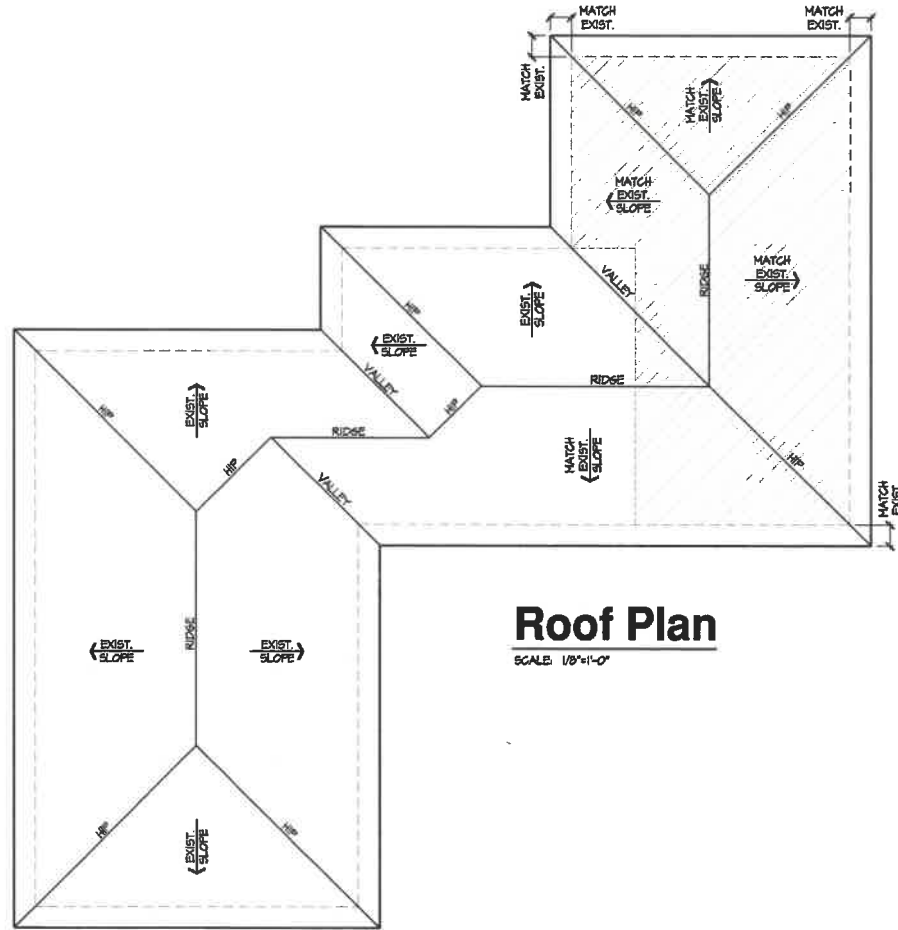 MATCH
EXIST.
MATCH
EXIST.
MATCH
EXIST.
HIP
MATCH
EXIST.
SLOPE
HIP
MATCH
EXIST.
SLOPE
VALLEY
RIDGE
MATCH
EXIST.
SLOPE
HIP
EXIST.
SLOPE
EXIST.
SLOPE
VALLEY
HIP
RIDGE
HIP
EXIST.
SLOPE
RIDGE
HIP
VALLEY
MATCH
EXIST.
SLOPE
HIP
MATCH
EXIST.
RIDGE
EXIST.
SLOPE
EXIST.
SLOPE
HIP
HIP
EXIST.
SLOPE
Roof Plan
SCALE: 1/8"=1'-0"